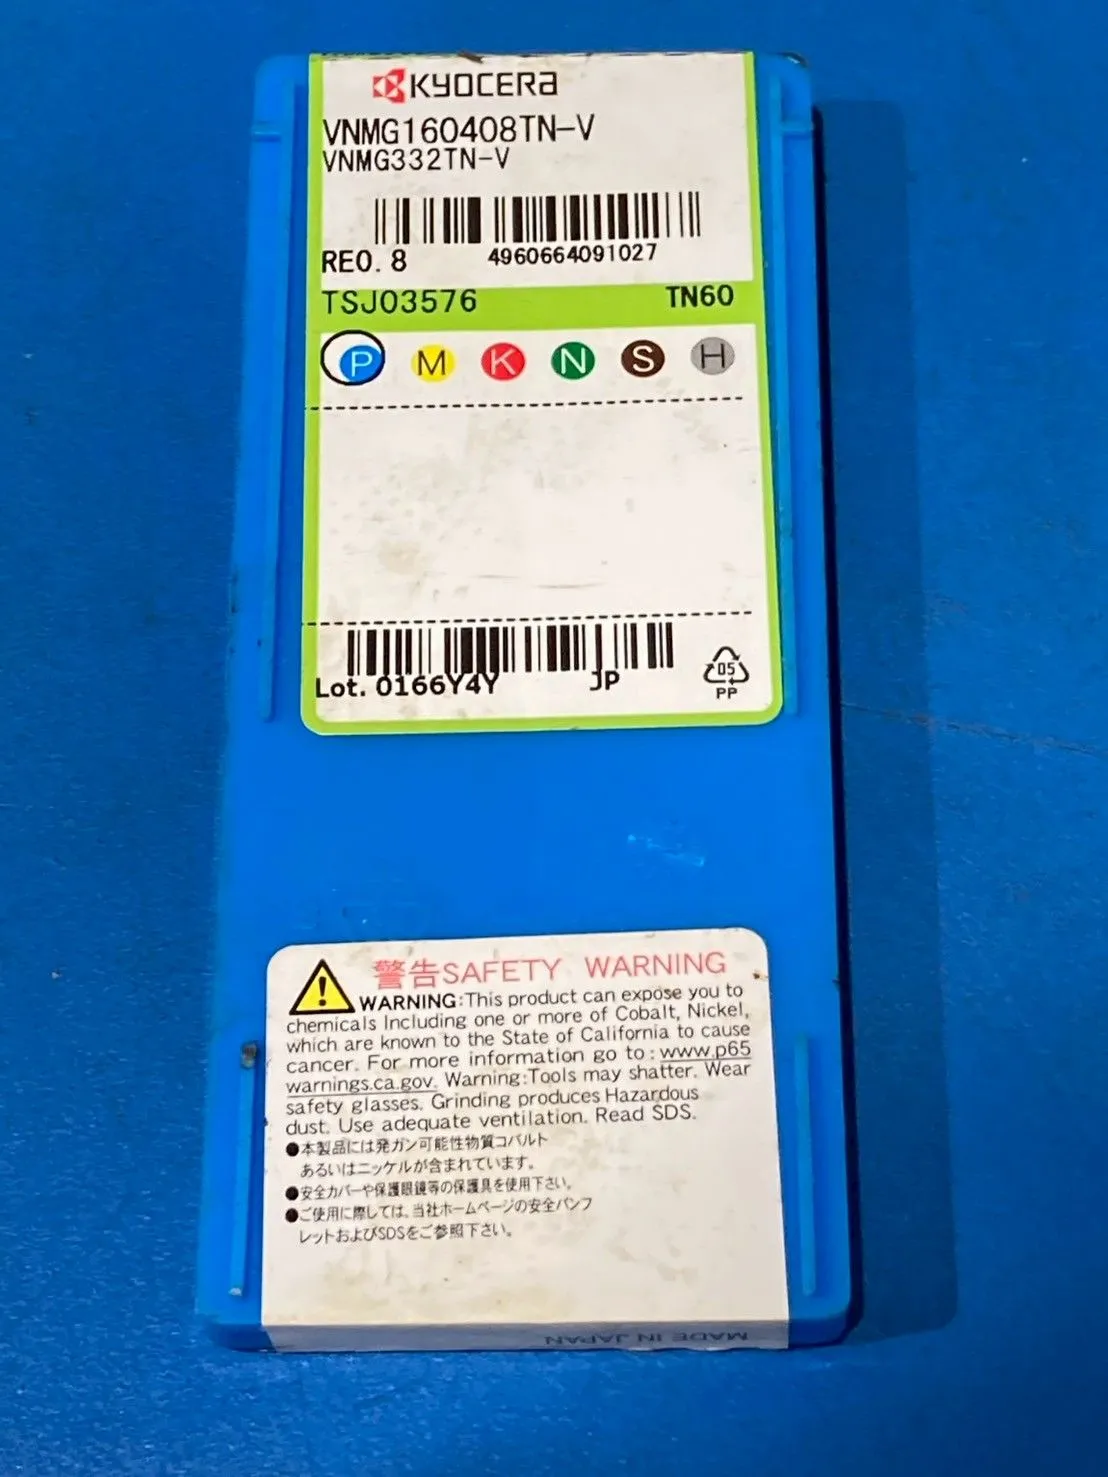 KYOCERA
VNMG160408TN-V
VNMG332TN-V
RE0.8 4960664091027
TSJ03576 TN60
P M K N S H
Lot. 0166Y4Y JP
05
PP
警告SAFETY WARNING
WARNING:This product can expose you to
chemicals Including one or more of Cobalt, Nickel,
which are known to the State of California to cause
cancer. For more information go to : www.p65
warnings.ca.gov. Warning:Tools may shatter. Wear
safety glasses. Grinding produces Hazardous
dust. Use adequate ventilation. Read SDS.
●本製品には発ガン可能性物質コバルト
あるいはニッケルが含まれています。
●安全カバーや保護眼鏡等の保護具を使用下さい。
●ご使用に際しては、当社ホームページの安全パンフ
レットおよびSDSをご参照下さい。
MADE IN JAPAN